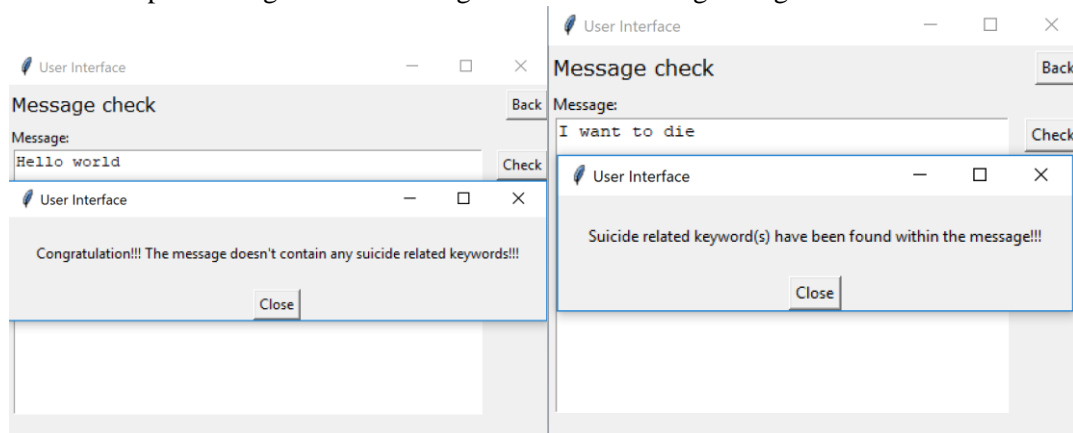 User Interface
Message check
Back
Message:
Hello world
Check
User Interface
Congratulation!!! The message doesn't contain any suicide related keywords!!!
Close
User Interface
Message check
Back
Message:
I want to die
Check
User Interface
Suicide related keyword(s) have been found within the message!!!
Close